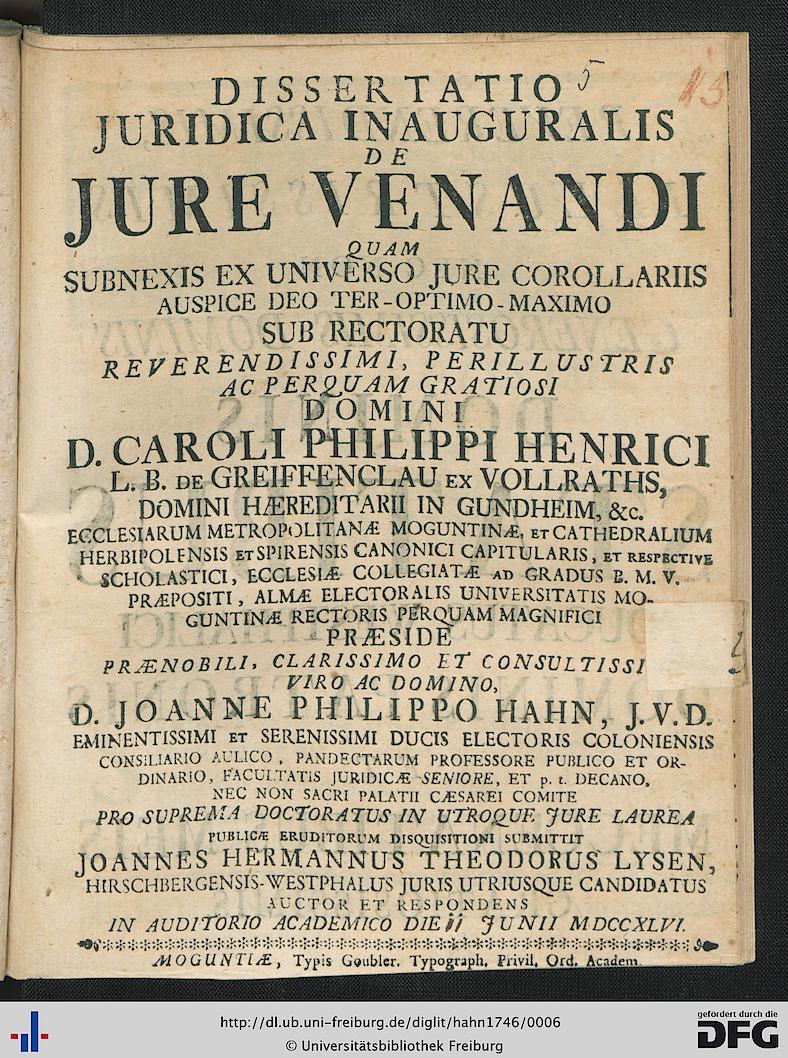 5
13
DISSERTATIO
JURIDICA INAUGURALIS
DE
JURE VENANDI
QUAM
SUBNEXIS EX UNIVERSO JURE COROLLARIIS
AUSPICE DEO TER-OPTIMO-MAXIMO
SUB RECTORATU
REVERENDISSIMI, PERILLUSTRIS
AC PERQUAM GRATIOSI
DOMINI
D. CAROLI PHILIPPI HENRICI
L. B. DE GREIFFENCLAU EX VOLLRATHS,
DOMINI HÆREDITARII IN GUNDHEIM, &c.
ECCLESIARUM METROPOLITANÆ MOGUNTINÆ, ET CATHEDRALIUM
HERBIPOLENSIS ET SPIRENSIS CANONICI CAPITULARIS, ET RESPECTIVE
SCHOLASTICI, ECCLESIÆ COLLEGIATÆ AD GRADUS B. M. V.
PRÆPOSITI, ALMÆ ELECTORALIS UNIVERSITATIS MO-
GUNTINÆ RECTORIS PERQUAM MAGNIFICI
PRÆSIDE
PRÆNOBILI, CLARISSIMO ET CONSULTISSI
VIRO AC DOMINO,
D. JOANNE PHILIPPO HAHN, J.V.D.
EMINENTISSIMI ET SERENISSIMI DUCIS ELECTORIS COLONIENSIS
CONSILIARIO AULICO, PANDECTARUM PROFESSORE PUBLICO ET OR-
DINARIO, FACULTATIS JURIDICÆ SENIORE, ET p. t. DECANO,
NEC NON SACRI PALATII CÆSAREI COMITE
PRO SUPREMA DOCTORATUS IN UTROQUE JURE LAUREA
PUBLICÆ ERUDITORUM DISQUISITIONI SUBMITTIT
JOANNES HERMANNUS THEODORUS LYSEN,
HIRSCHBERGENSIS-WESTPHALUS JURIS UTRIUSQUE CANDIDATUS
AUCTOR ET RESPONDENS
IN AUDITORIO ACADEMICO DIE 11 JUNII MDCCXLVI.
MOGUNTIÆ, Typis Goubler. Typograph. Privil. Ord. Academ.
http://dl.ub.uni-freiburg.de/diglit/hahn1746/0006
© Universitätsbibliothek Freiburg
gefördert durch die
DFG